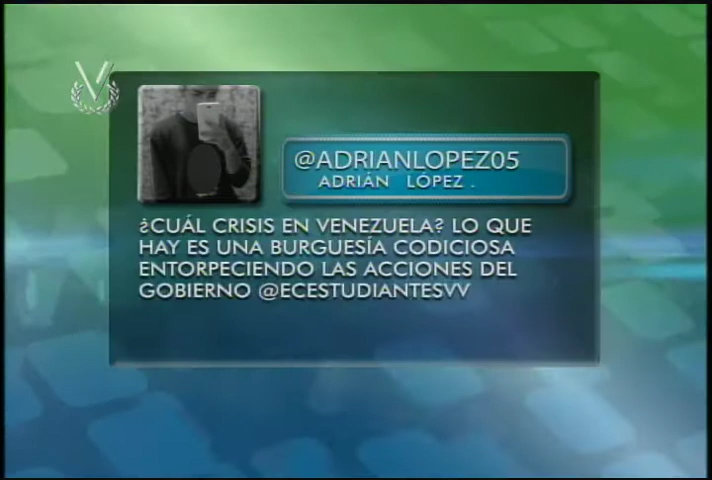 V
@ADRIANLOPEZ05
ADRIÁN LÓPEZ .
¿CUÁL CRISIS EN VENEZUELA? LO QUE
HAY ES UNA BURGUESÍA CODICIOSA
ENTORPECIENDO LAS ACCIONES DEL
GOBIERNO @ECESTUDIANTESVV